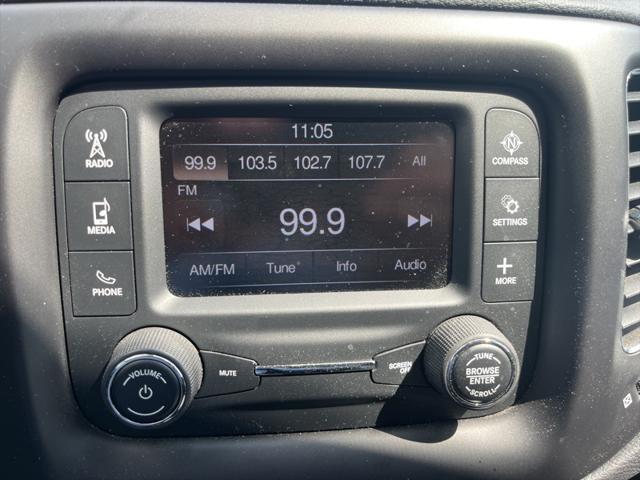 11:05
99.9 103.5 102.7 107.7 All
FM
99.9
AM/FM Tune Info Audio
RADIO
MEDIA
PHONE
N
COMPASS
SETTINGS
MORE
VOLUME
MUTE
SCREEN
OFF
TUNE
BROWSE
ENTER
SCROLL